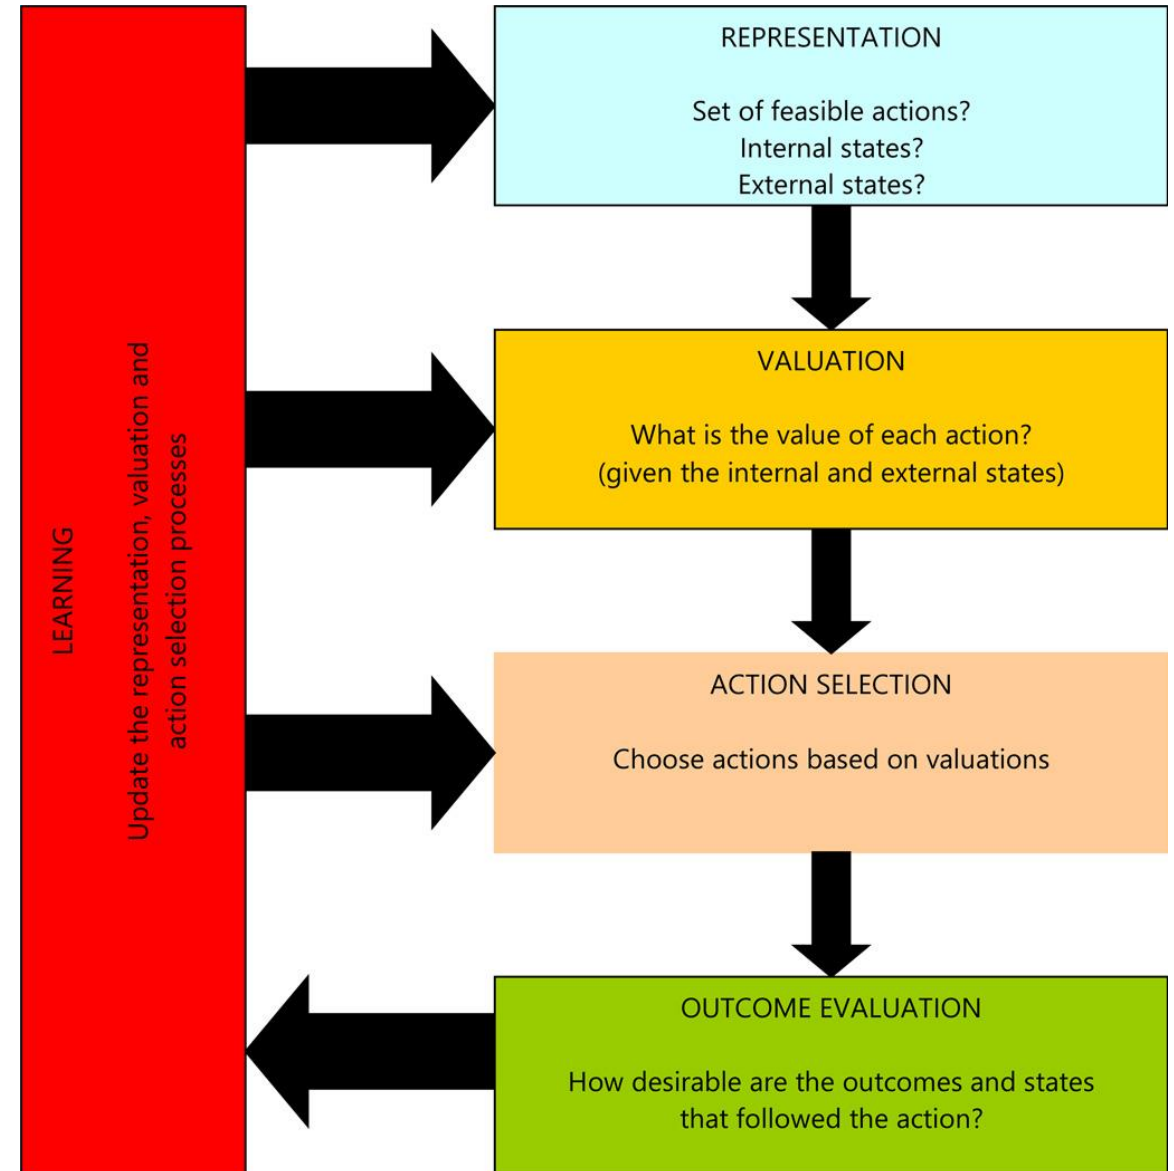 LEARNING
Update the representation, valuation and
action selection processes
REPRESENTATION
Set of feasible actions?
Internal states?
External states?
VALUATION
What is the value of each action?
(given the internal and external states)
ACTION SELECTION
Choose actions based on valuations
OUTCOME EVALUATION
How desirable are the outcomes and states
that followed the action?